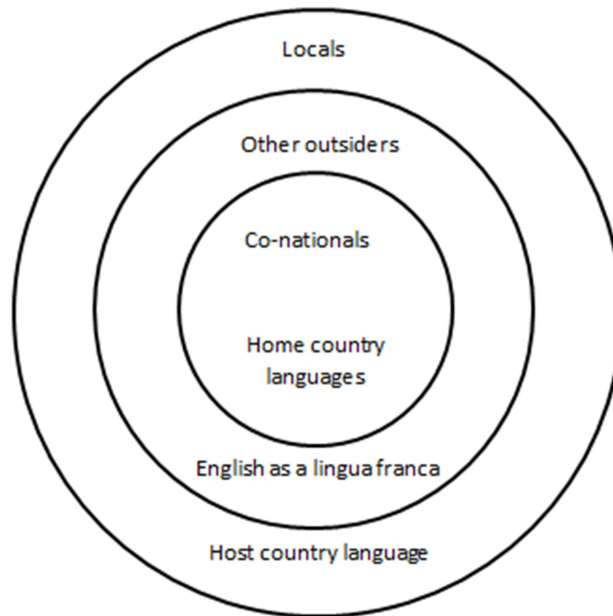 Locals
Other outsiders
Co-nationals
Home country
languages
English as a lingua franca
Host country language